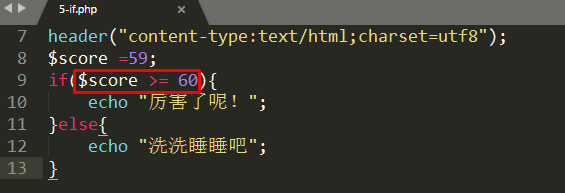 5-if.php ×
7 header("content-type:text/html;charset=utf8");
8 $score =59;
9 if($score >= 60){
10 echo "厉害了呢！";
11 }else{
12 echo "洗洗睡睡吧";
13 }